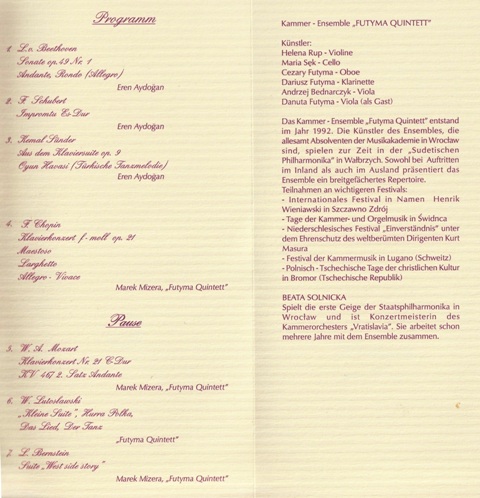 Programm
1. L.v. Beethoven
Sonate op. 49 Nr. 1
Andante, Rondo (Allegro)
Eren Aydoğan
2. F. Schubert
Impromtu Es-Dur
Eren Aydoğan
3. Kemal Sünder
Aus dem Klaviersuite op. 9
Oyun Havasi (Türkische Tanzmelodie)
Eren Aydoğan
4. F. Chopin
Klavierkonzert f-moll op. 21
Maestoso
Larghetto
Allegro - Vivace
Marek Mizera, „Futyma Quintett"
Pause
5. W. A. Mozart
Klavierkonzert Nr. 21 C-Dur
KV 467 2. Satz Andante
Marek Mizera, „Futyma Quintett"
6. W. Lutosławski
„Kleine Suite", Hurra Polka,
Das Lied, Der Tanz
„Futyma Quintett"
7. L. Bernstein
Suite „West side story"
Marek Mizera, „Futyma Quintett"
Kammer - Ensemble „FUTYMA QUINTETT"
Künstler:
Helena Rup - Violine
Maria Sęk - Cello
Cezary Futyma - Oboe
Dariusz Futyma - Klarinette
Andrzej Bednarczyk - Viola
Danuta Futyma - Viola (als Gast)
Das Kammer - Ensemble „Futyma Quintett" entstand
im Jahr 1992. Die Künstler des Ensembles, die
allesamt Absolventen der Musikakademie in Wrocław
sind, spielen zur Zeit in der „Sudetischen
Philharmonika" in Wałbrzych. Sowohl bei Auftritten
im Inland als auch im Ausland präsentiert das
Ensemble ein breitgefächertes Repertoire.
Teilnahmen an wichtigeren Festivals:
- Internationales Festival in Namen Henryk
Wieniawski in Szczawno Zdrój
- Tage der Kammer- und Orgelmusik in Świdnca
- Niederschlesisches Festival „Einverständnis" unter
dem Ehrenschutz des weltberümten Dirigenten Kurt
Masura
- Festival der Kammermusik in Lugano (Schweitz)
- Polnisch - Tschechische Tage der christlichen Kultur
in Bromor (Tschechische Republik)
BEATA SOLNICKA
Spielt die erste Geige der Staatsphilharmonika in
Wrocław und ist Konzertmeisterin des
Kammerorchesters „Vratislavia". Sie arbeitet schon
mehrere Jahre mit dem Ensemble zusammen.